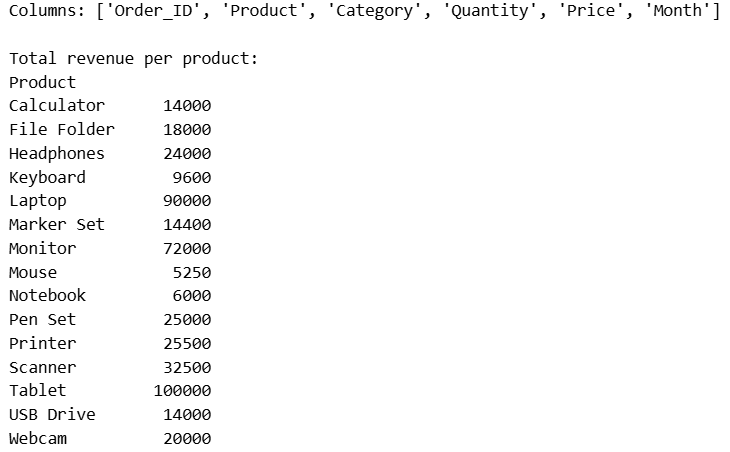 Columns: ['Order_ID', 'Product', 'Category', 'Quantity', 'Price', 'Month']
Total revenue per product:
Product
Calculator 14000
File Folder 18000
Headphones 24000
Keyboard 9600
Laptop 90000
Marker Set 14400
Monitor 72000
Mouse 5250
Notebook 6000
Pen Set 25000
Printer 25500
Scanner 32500
Tablet 100000
USB Drive 14000
Webcam 20000